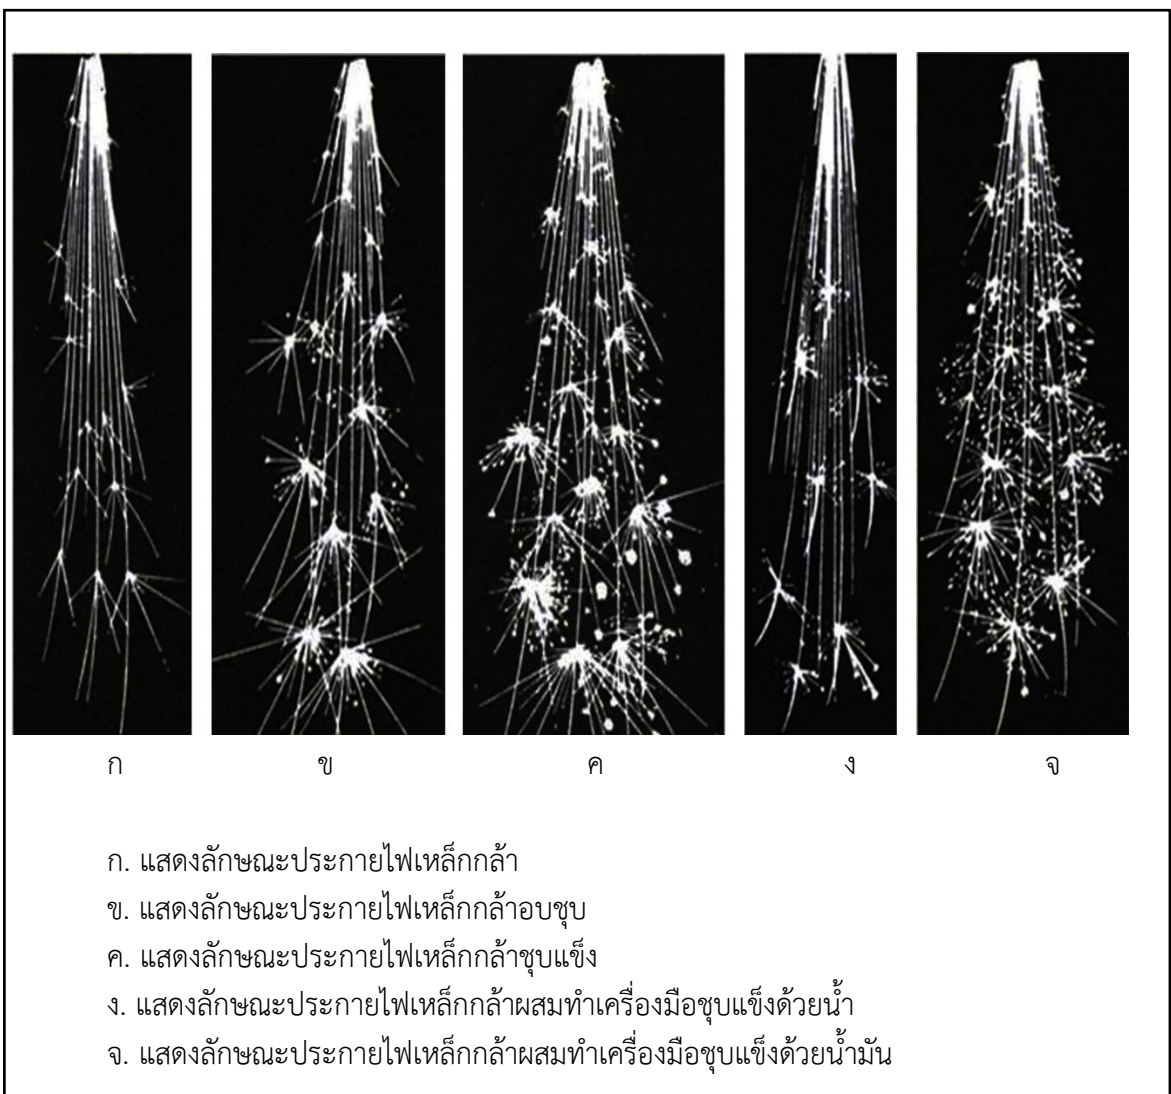 ก ข ค ง จ
ก. แสดงลักษณะประกายไฟเหล็กกล้า
ข. แสดงลักษณะประกายไฟเหล็กกล้าอบชุบ
ค. แสดงลักษณะประกายไฟเหล็กกล้าชุบแข็ง
ง. แสดงลักษณะประกายไฟเหล็กกล้าผสมทำเครื่องมือชุบแข็งด้วยน้ำ
จ. แสดงลักษณะประกายไฟเหล็กกล้าผสมทำเครื่องมือชุบแข็งด้วยน้ำมัน